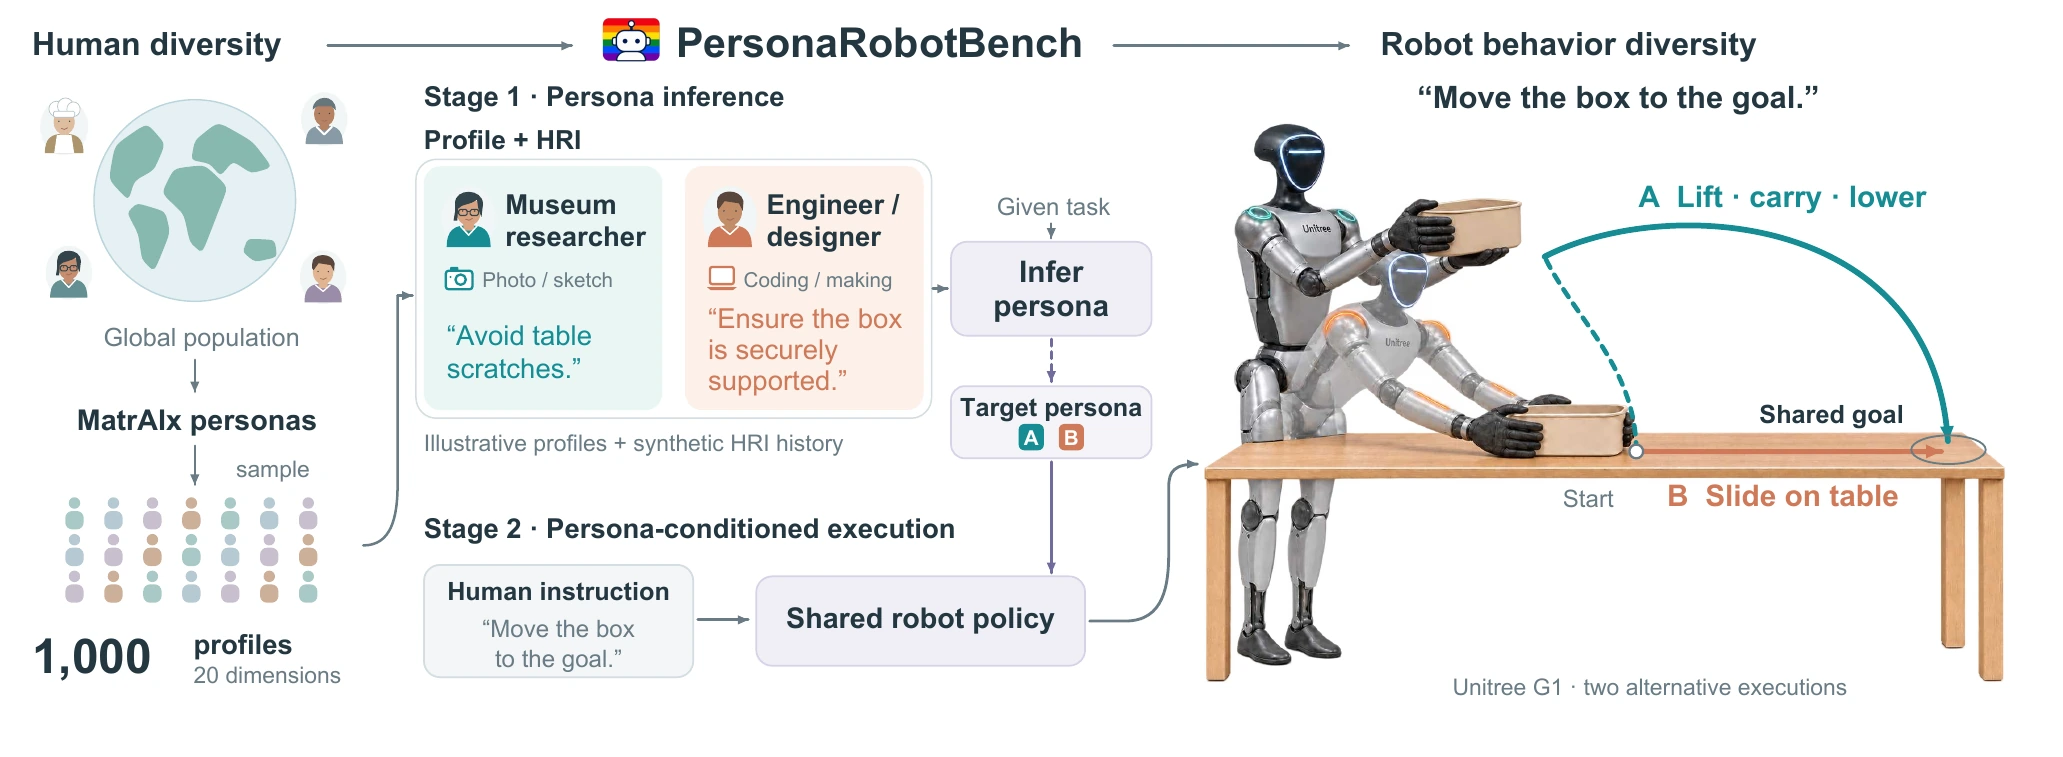 Human diversity
PersonaRobotBench
Robot behavior diversity
Global population
MatrAIx personas
sample
1,000
profiles
20 dimensions
Stage 1 · Persona inference
Profile + HRI
Museum
researcher
Photo / sketch
“Avoid table
scratches.”
Engineer /
designer
Coding / making
“Ensure the box
is securely
supported.”
Illustrative profiles + synthetic HRI history
Given task
Infer
persona
Target persona
A B
Stage 2 · Persona-conditioned execution
Human instruction
“Move the box
to the goal.”
Shared robot policy
“Move the box to the goal.”
A Lift · carry · lower
Unitree
Unitree
Shared goal
Start
B Slide on table
Unitree G1 · two alternative executions